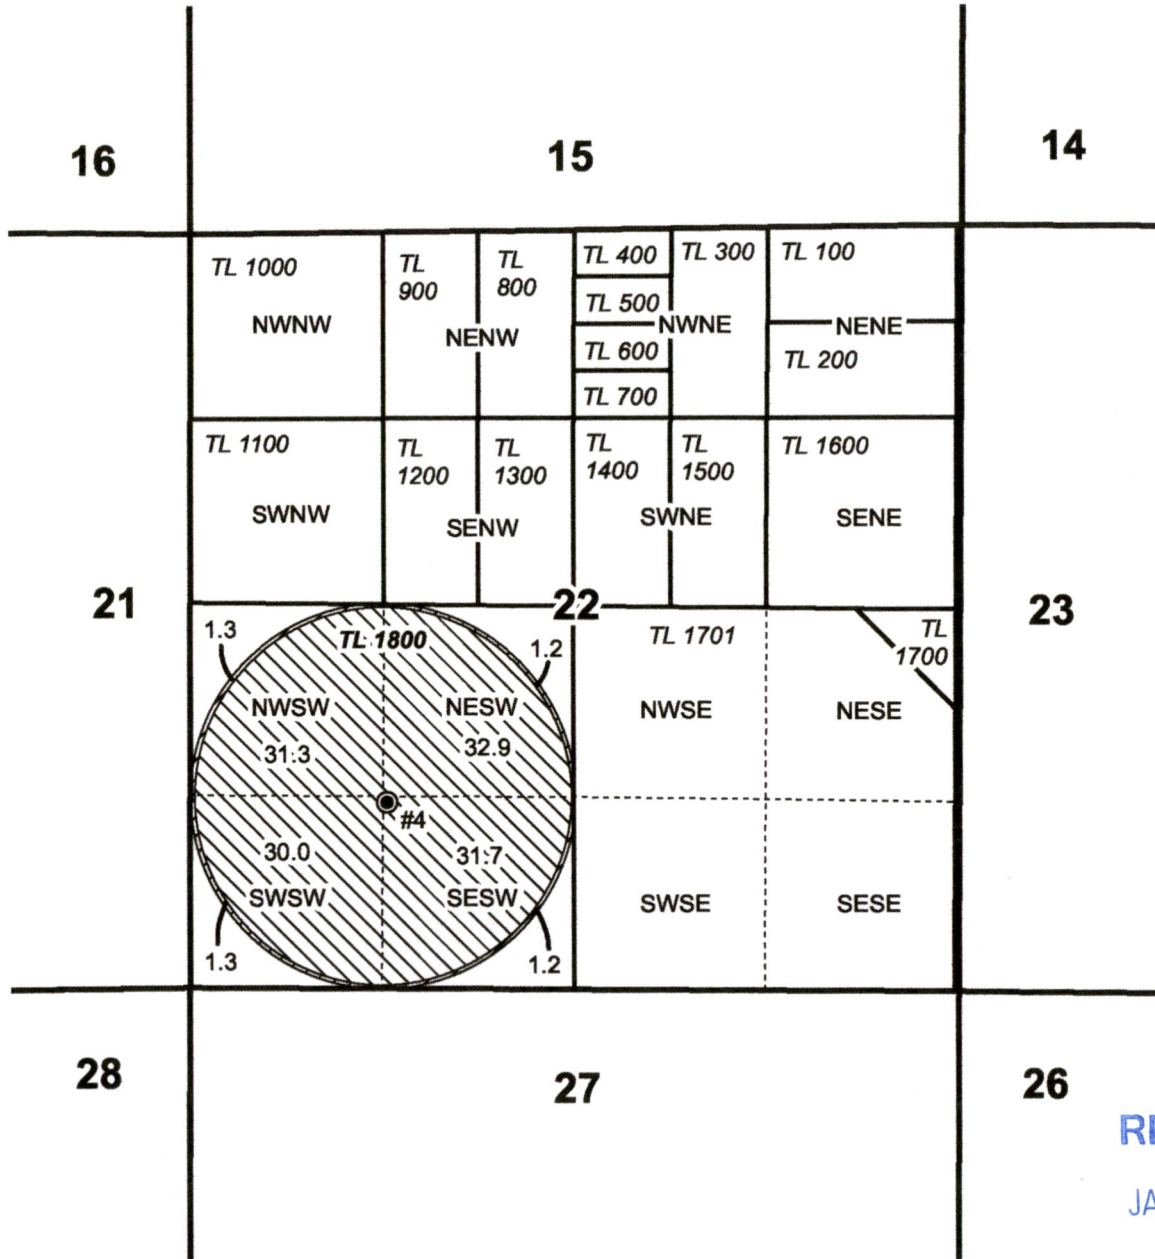 16
15
14
TL 1000
TL
900
TL
800
TL 400
TL 300
TL 100
TL 500
NWNW
NENW
NWNE
NENE
TL 600
TL 200
TL 700
TL 1100
TL
1200
TL
1300
TL
1400
TL
1500
TL 1600
SWNW
SENW
SWNE
SENE
21
22
23
1.3
TL 1800
1.2
TL 1701
TL
1700
NWSW
NESW
NWSE
NESE
31.3
32.9
#4
30.0
31.7
SWSW
SESW
SWSE
SESE
1.3
1.2
28
27
26
JA